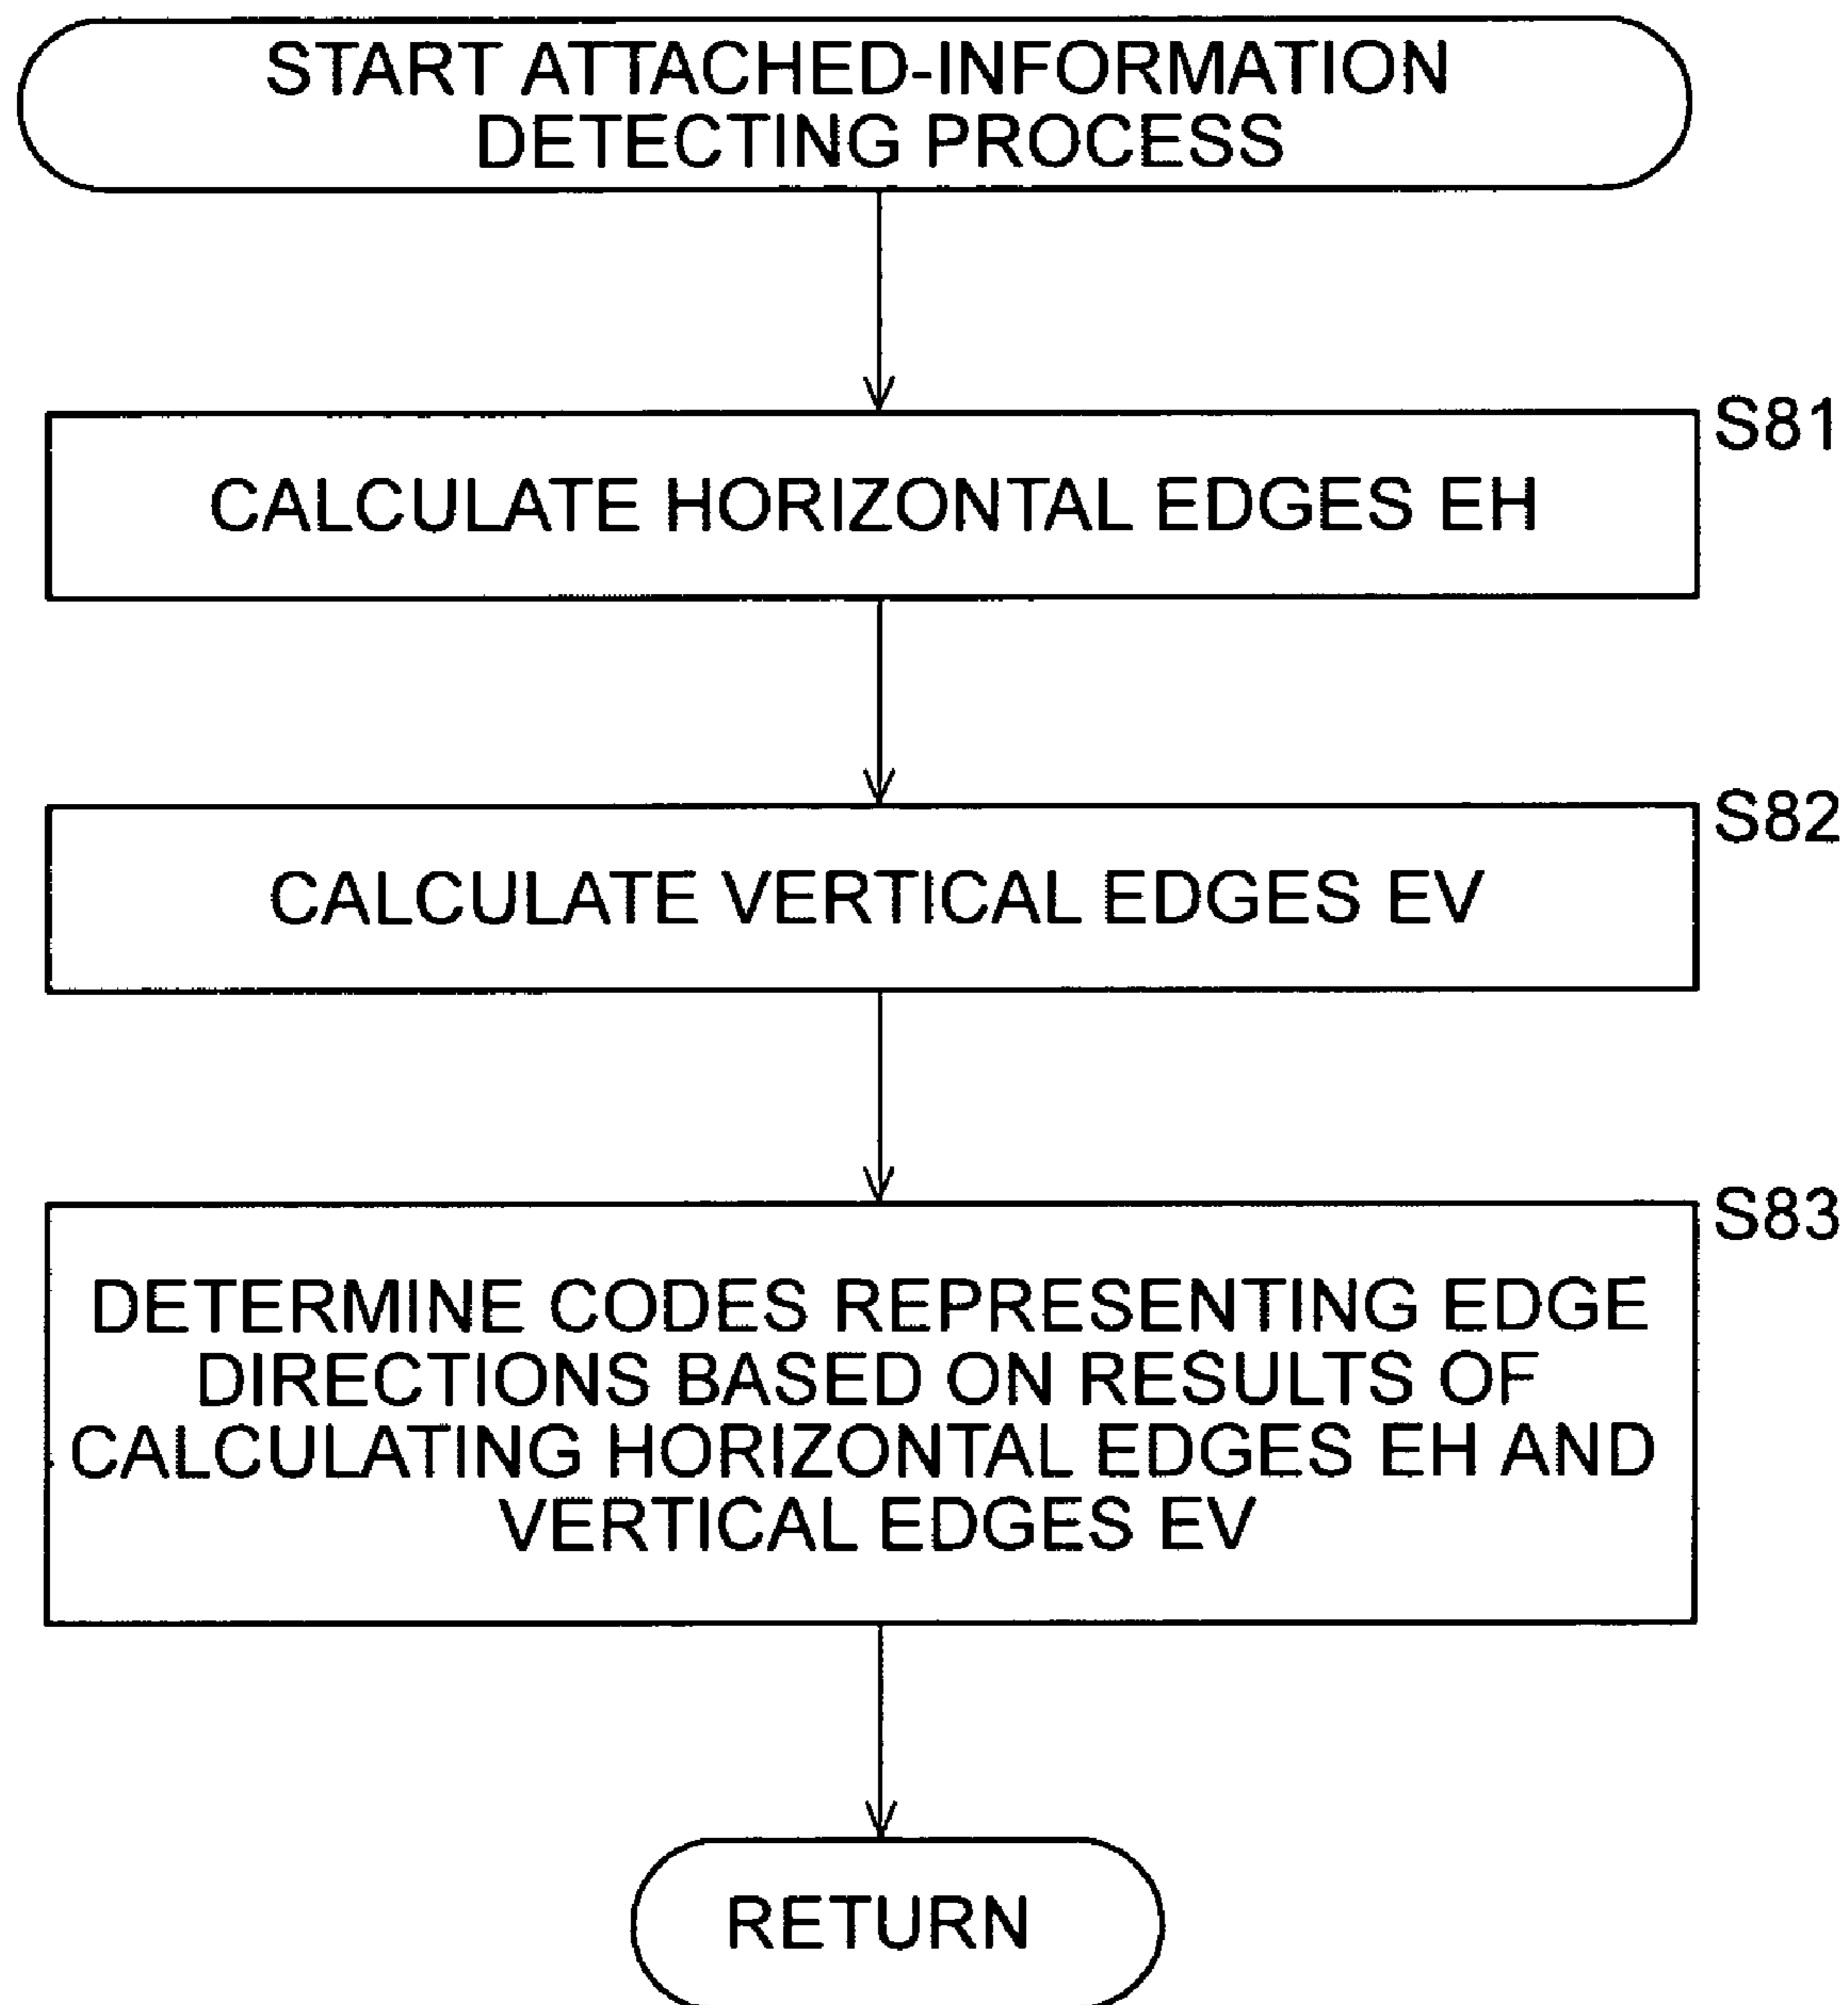 START ATTACHED-INFORMATION
DETECTING PROCESS
S81
CALCULATE HORIZONTAL EDGES EH
S82
CALCULATE VERTICAL EDGES EV
S83
DETERMINE CODES REPRESENTING EDGE
DIRECTIONS BASED ON RESULTS OF
CALCULATING HORIZONTAL EDGES EH AND
VERTICAL EDGES EV
RETURN